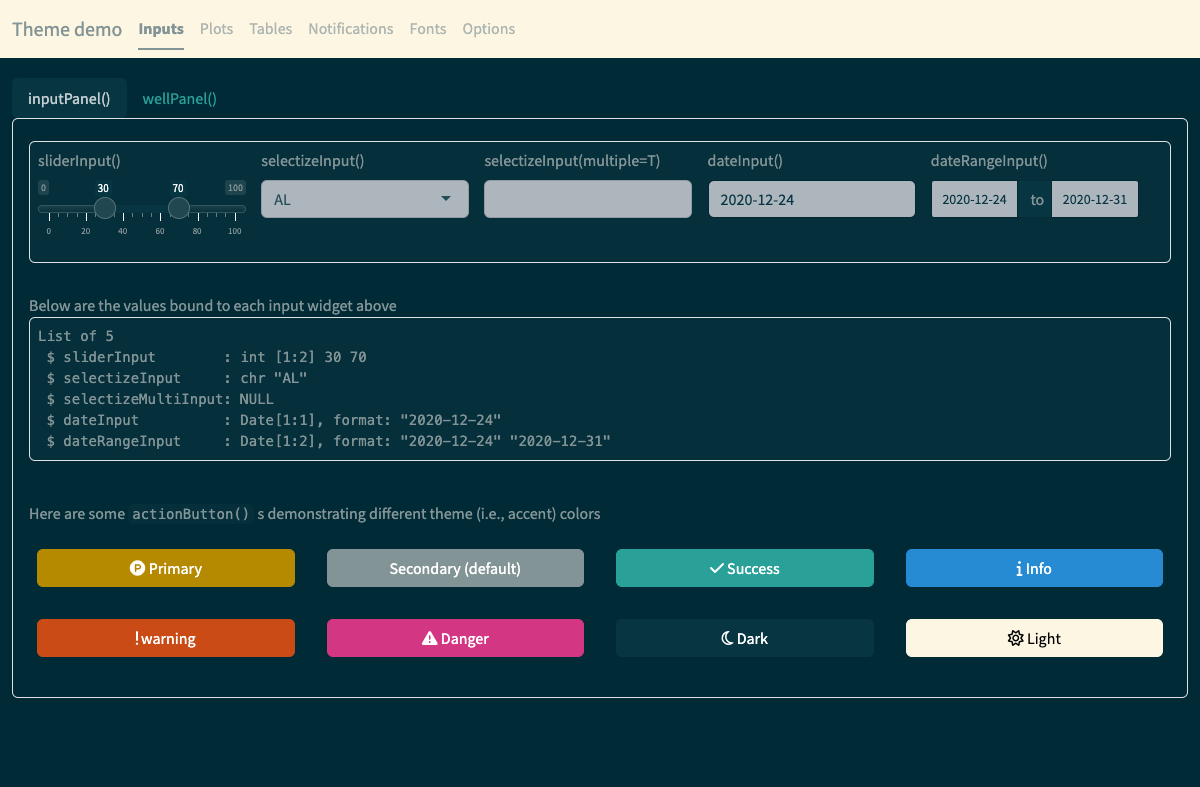 Theme demo Inputs Plots Tables Notifications Fonts Options
inputPanel() wellPanel()
sliderInput() selectizeInput() selectizeInput(multiple=T) dateInput() dateRangeInput()
0 30 70 100
AL 2020-12-24 2020-12-24 to 2020-12-31
0 20 40 60 80 100
Below are the values bound to each input widget above
List of 5
$ sliderInput : int [1:2] 30 70
$ selectizeInput : chr "AL"
$ selectizeMultiInput: NULL
$ dateInput : Date[1:1], format: "2020-12-24"
$ dateRangeInput : Date[1:2], format: "2020-12-24" "2020-12-31"
Here are some actionButton() s demonstrating different theme (i.e., accent) colors
Primary Secondary (default) Success Info
warning Danger Dark Light